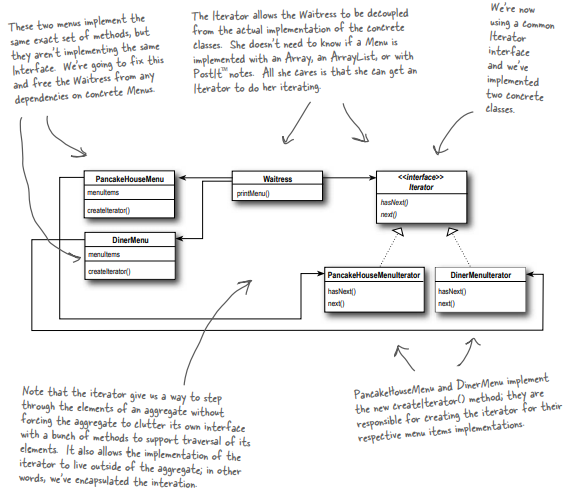 These two menus implement the
same exact set of methods, but
they aren't implementing the same
Interface. We're going to fix this
and free the Waitress from any
dependencies on concrete Menus.
The Iterator allows the Waitress to be decoupled
from the actual implementation of the concrete
classes. She doesn't need to know if a Menu is
implemented with an Array, an ArrayList, or with
PostIt™ notes. All she cares is that she can get an
Iterator to do her iterating.
We're now
using a common
Iterator
interface
and we've
implemented
two concrete
classes.
PancakeHouseMenu
menuItems
createIterator()
Waitress
printMenu()
<<interface>>
Iterator
hasNext()
next()
DinerMenu
menuItems
createIterator()
PancakeHouseMenuIterator
hasNext()
next()
DinerMenuIterator
hasNext()
next()
Note that the iterator give us a way to step
through the elements of an aggregate without
forcing the aggregate to clutter its own interface
with a bunch of methods to support traversal of its
elements. It also allows the implementation of the
iterator to live outside of the aggregate; in other
words, we've encapsulated the interation.
PancakeHouseMenu and DinerMenu implement
the new createIterator() method; they are
responsible for creating the iterator for their
respective menu items implementations.